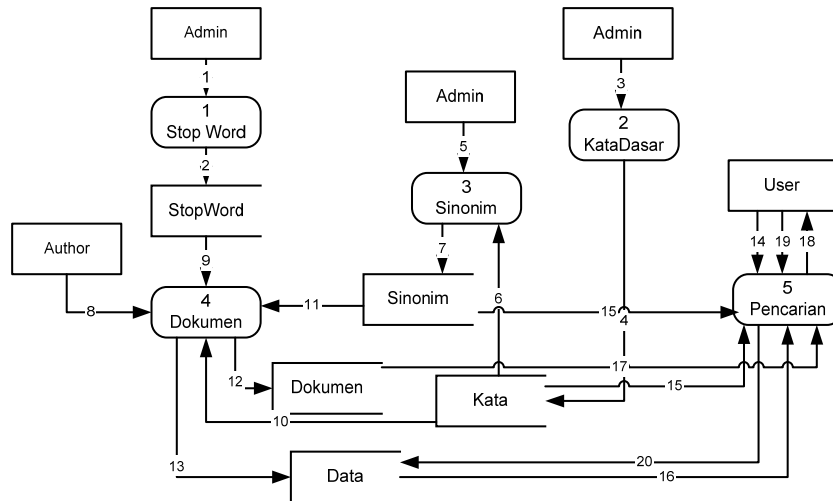 Admin
Admin
1
3
Admin
1
Stop Word
2
KataDasar
5
2
3
Sinonim
User
StopWord
Author
7
14
19
18
9
6
4
Dokumen
5
Pencarian
8
11
Sinonim
15
4
12
Dokumen
17
Kata
15
10
13
Data
20
16